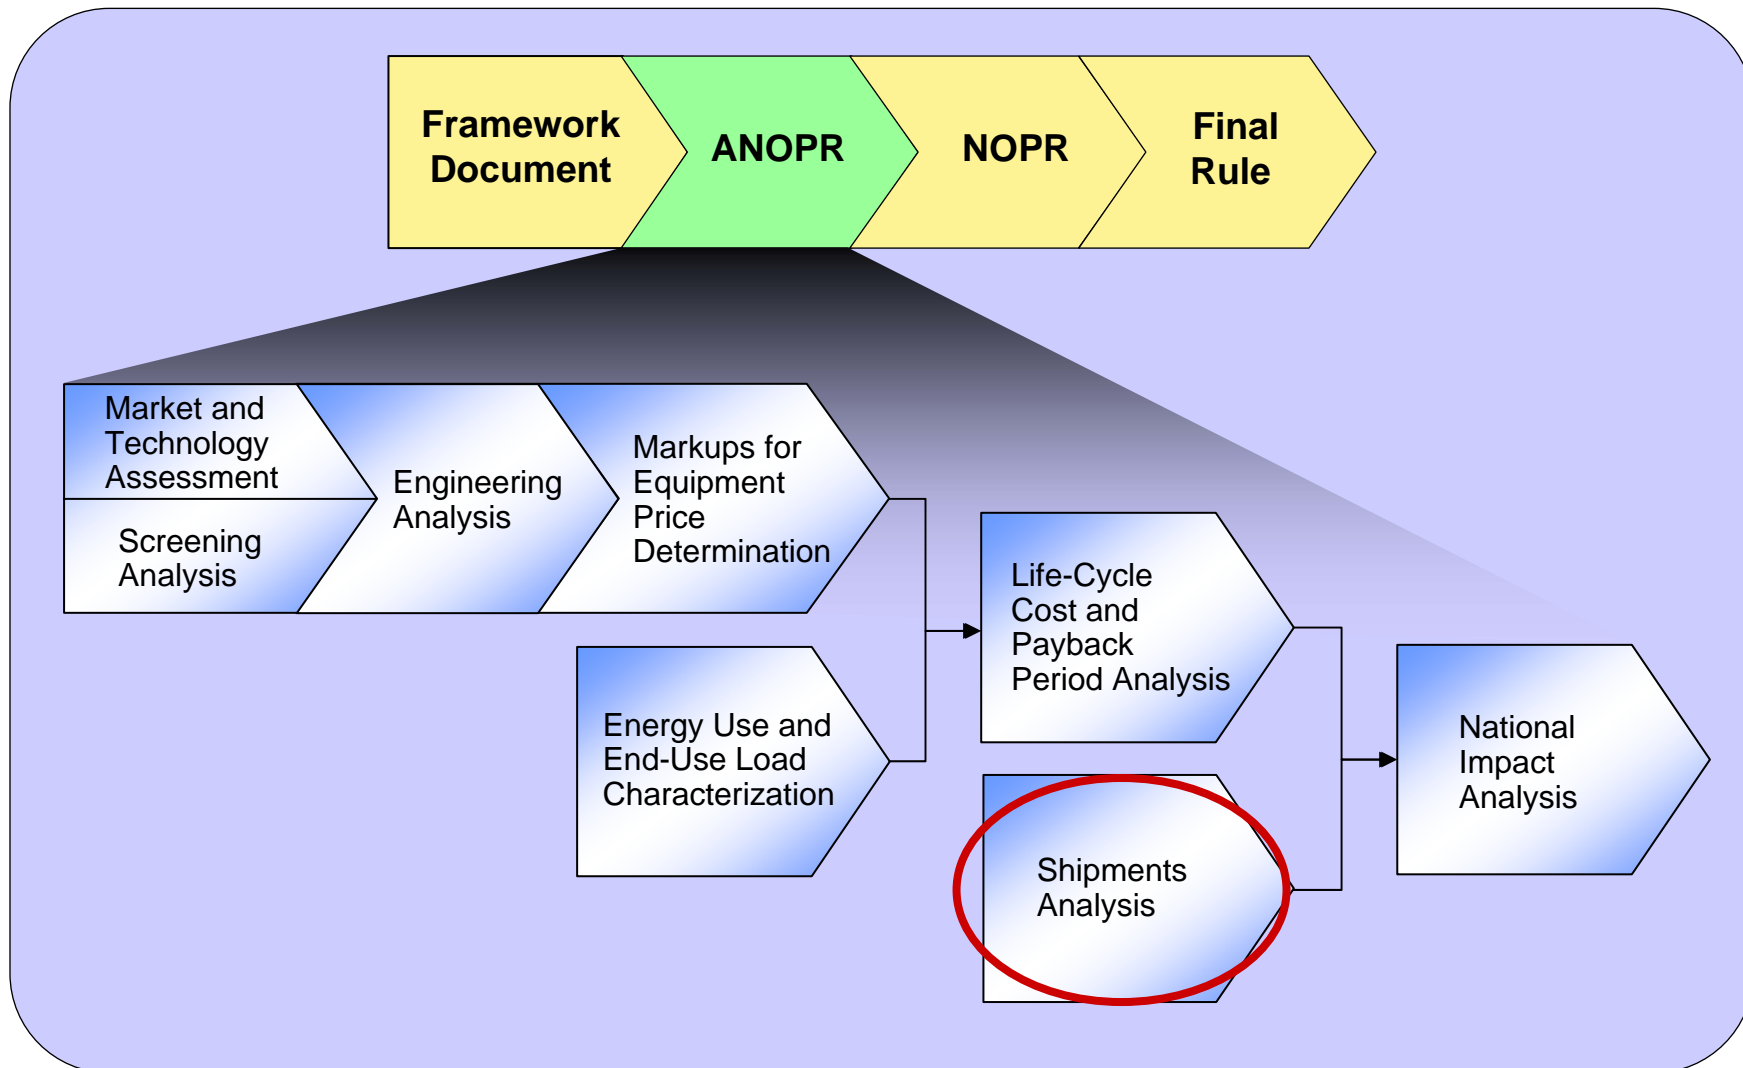 Framework
Document
ANOPR
NOPR
Final
Rule
Market and
Technology
Assessment
Screening
Analysis
Engineering
Analysis
Markups for
Equipment
Price
Determination
Energy Use and
End-Use Load
Characterization
Life-Cycle
Cost and
Payback
Period Analysis
Shipments
Analysis
National
Impact
Analysis